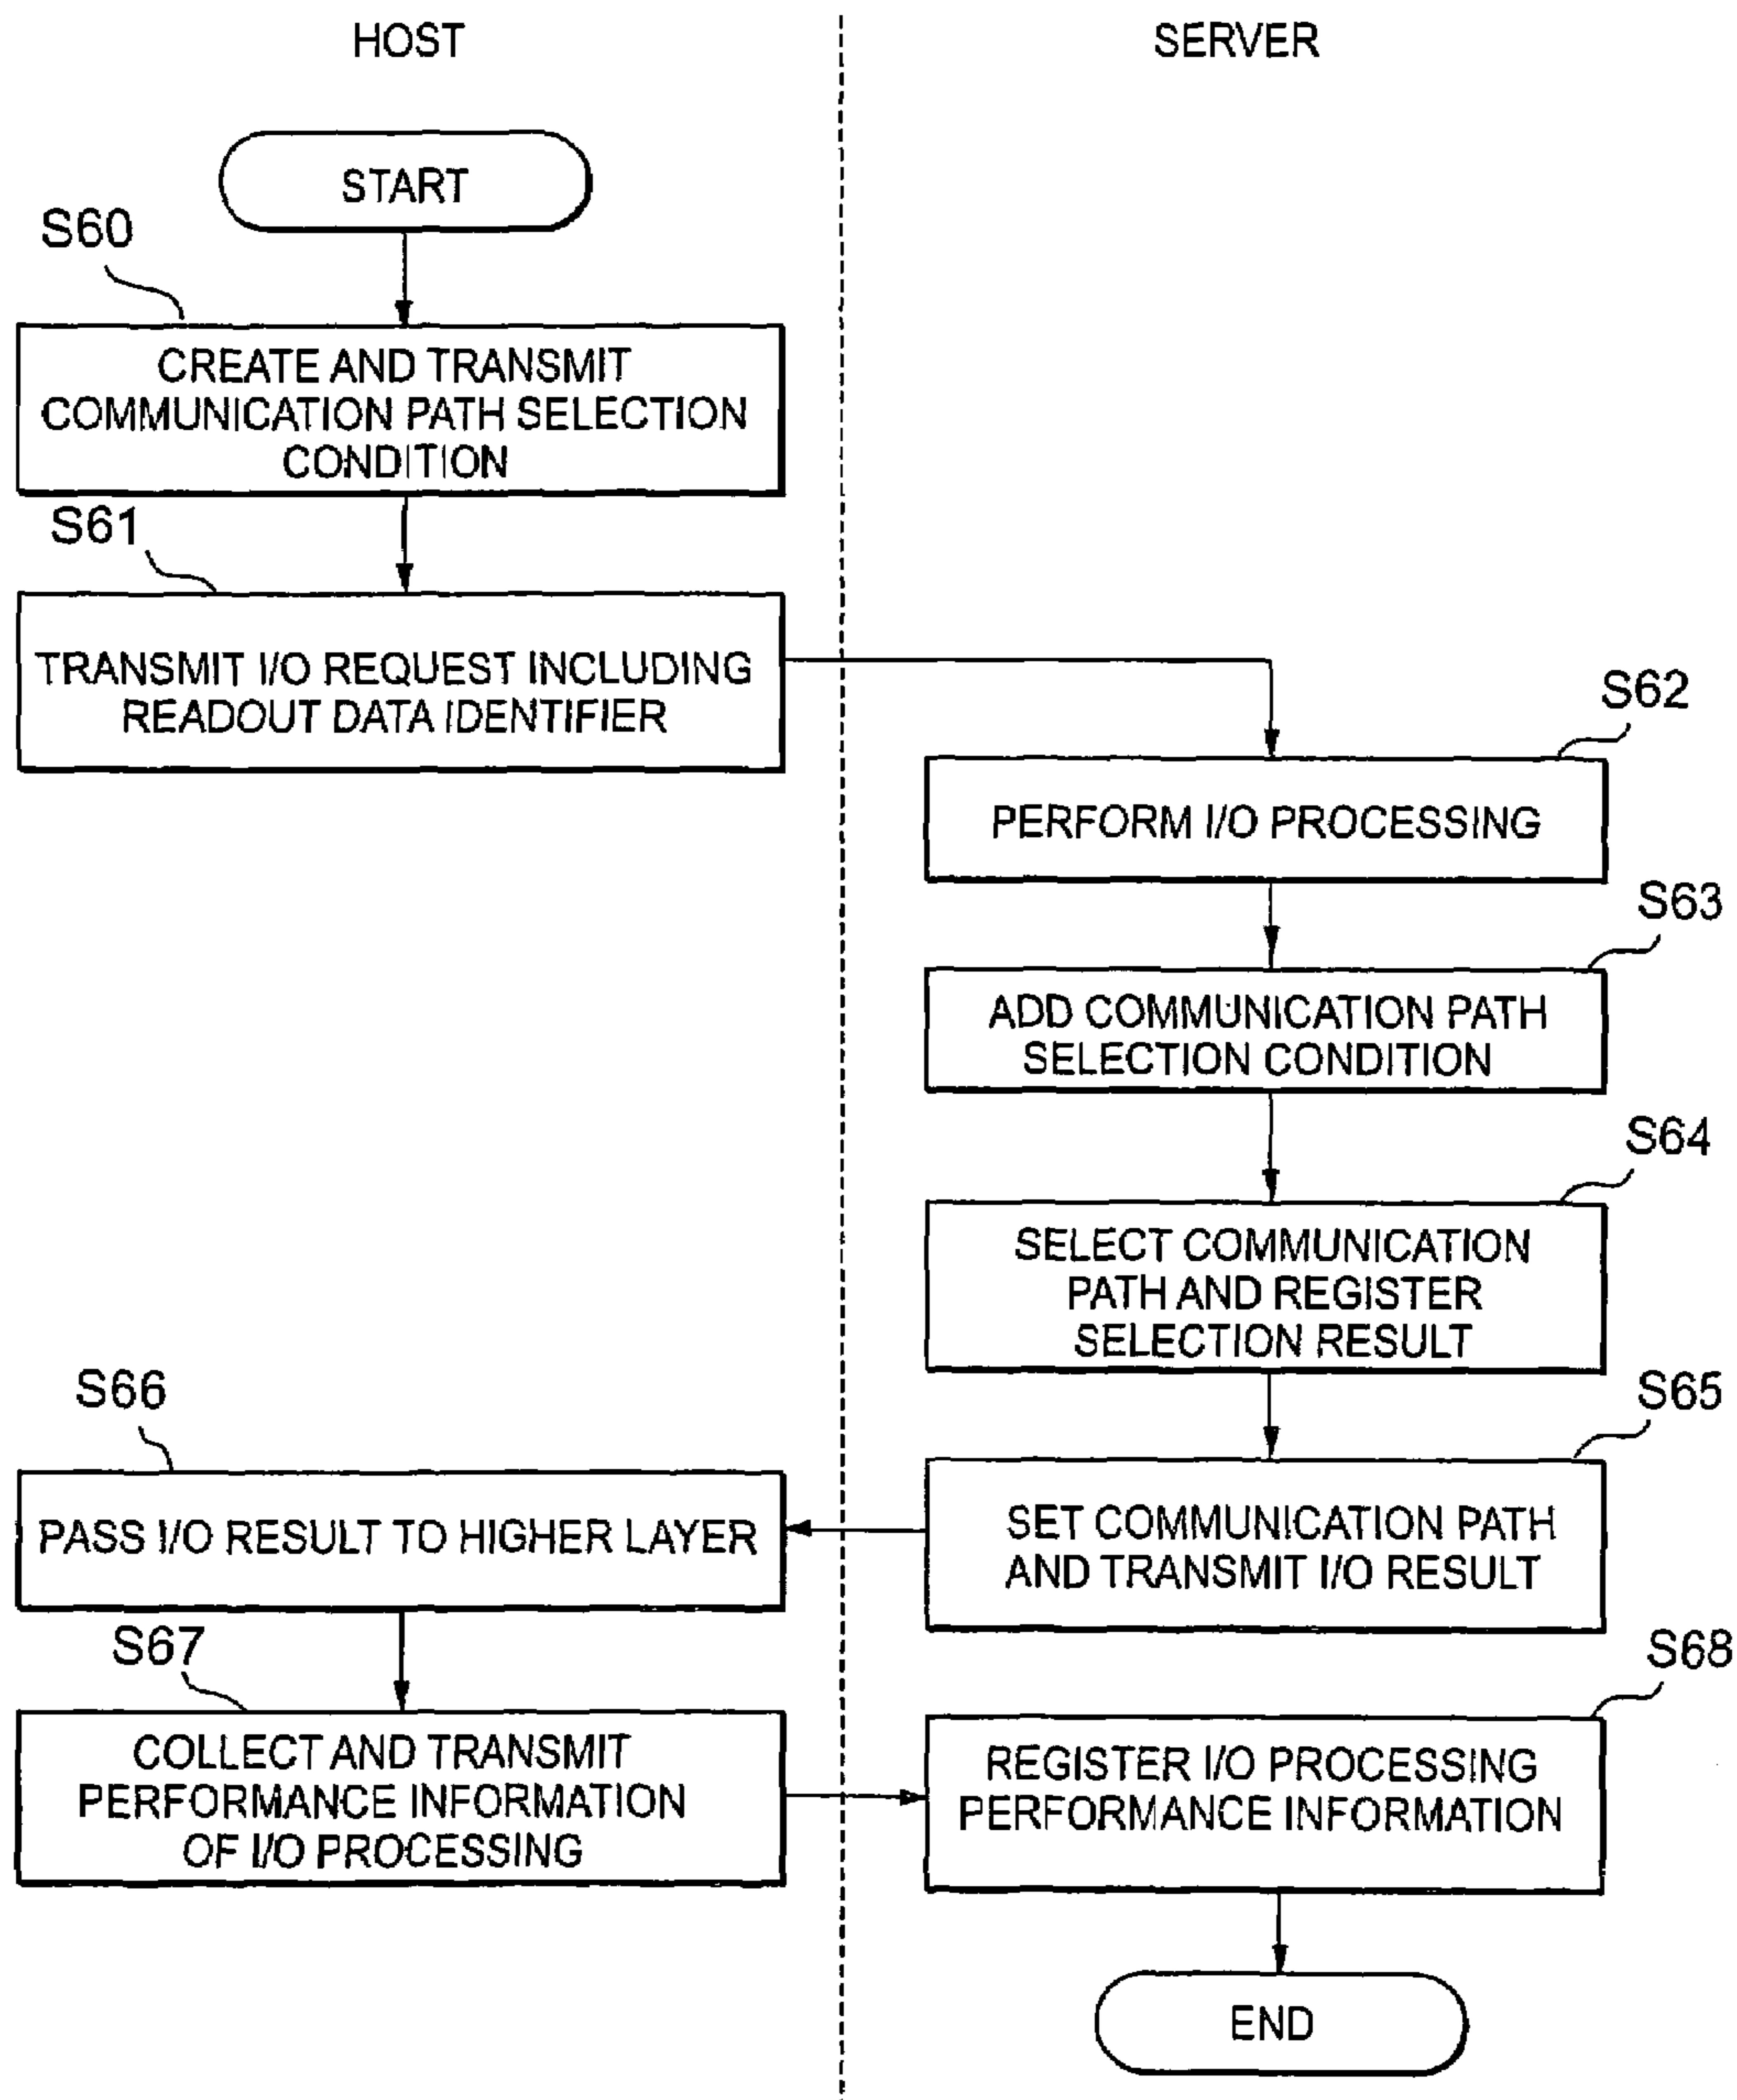 HOST
SERVER
START
S60
CREATE AND TRANSMIT
COMMUNICATION PATH SELECTION
CONDITION
S61
TRANSMIT I/O REQUEST INCLUDING
READOUT DATA IDENTIFIER
S62
PERFORM I/O PROCESSING
S63
ADD COMMUNICATION PATH
SELECTION CONDITION
S64
SELECT COMMUNICATION
PATH AND REGISTER
SELECTION RESULT
S65
SET COMMUNICATION PATH
AND TRANSMIT I/O RESULT
S66
PASS I/O RESULT TO HIGHER LAYER
S67
COLLECT AND TRANSMIT
PERFORMANCE INFORMATION
OF I/O PROCESSING
S68
REGISTER I/O PROCESSING
PERFORMANCE INFORMATION
END